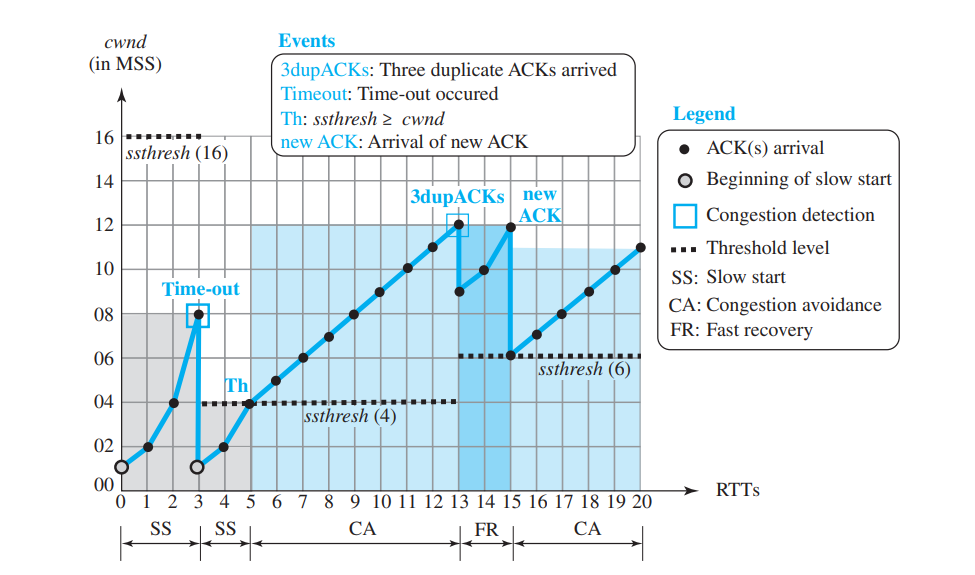 cwnd
(in MSS)
Events
3dupACKs: Three duplicate ACKs arrived
Timeout: Time-out occured
Th: ssthresh ≥ cwnd
new ACK: Arrival of new ACK
Legend
ACK(s) arrival
Beginning of slow start
Congestion detection
Threshold level
SS: Slow start
CA: Congestion avoidance
FR: Fast recovery
16
ssthresh (16)
14
3dupACKs
new
ACK
12
10
Time-out
08
06
ssthresh (6)
Th
04
ssthresh (4)
02
00
0 1 2 3 4 5 6 7 8 9 10 11 12 13 14 15 16 17 18 19 20
RTTs
SS SS CA FR CA